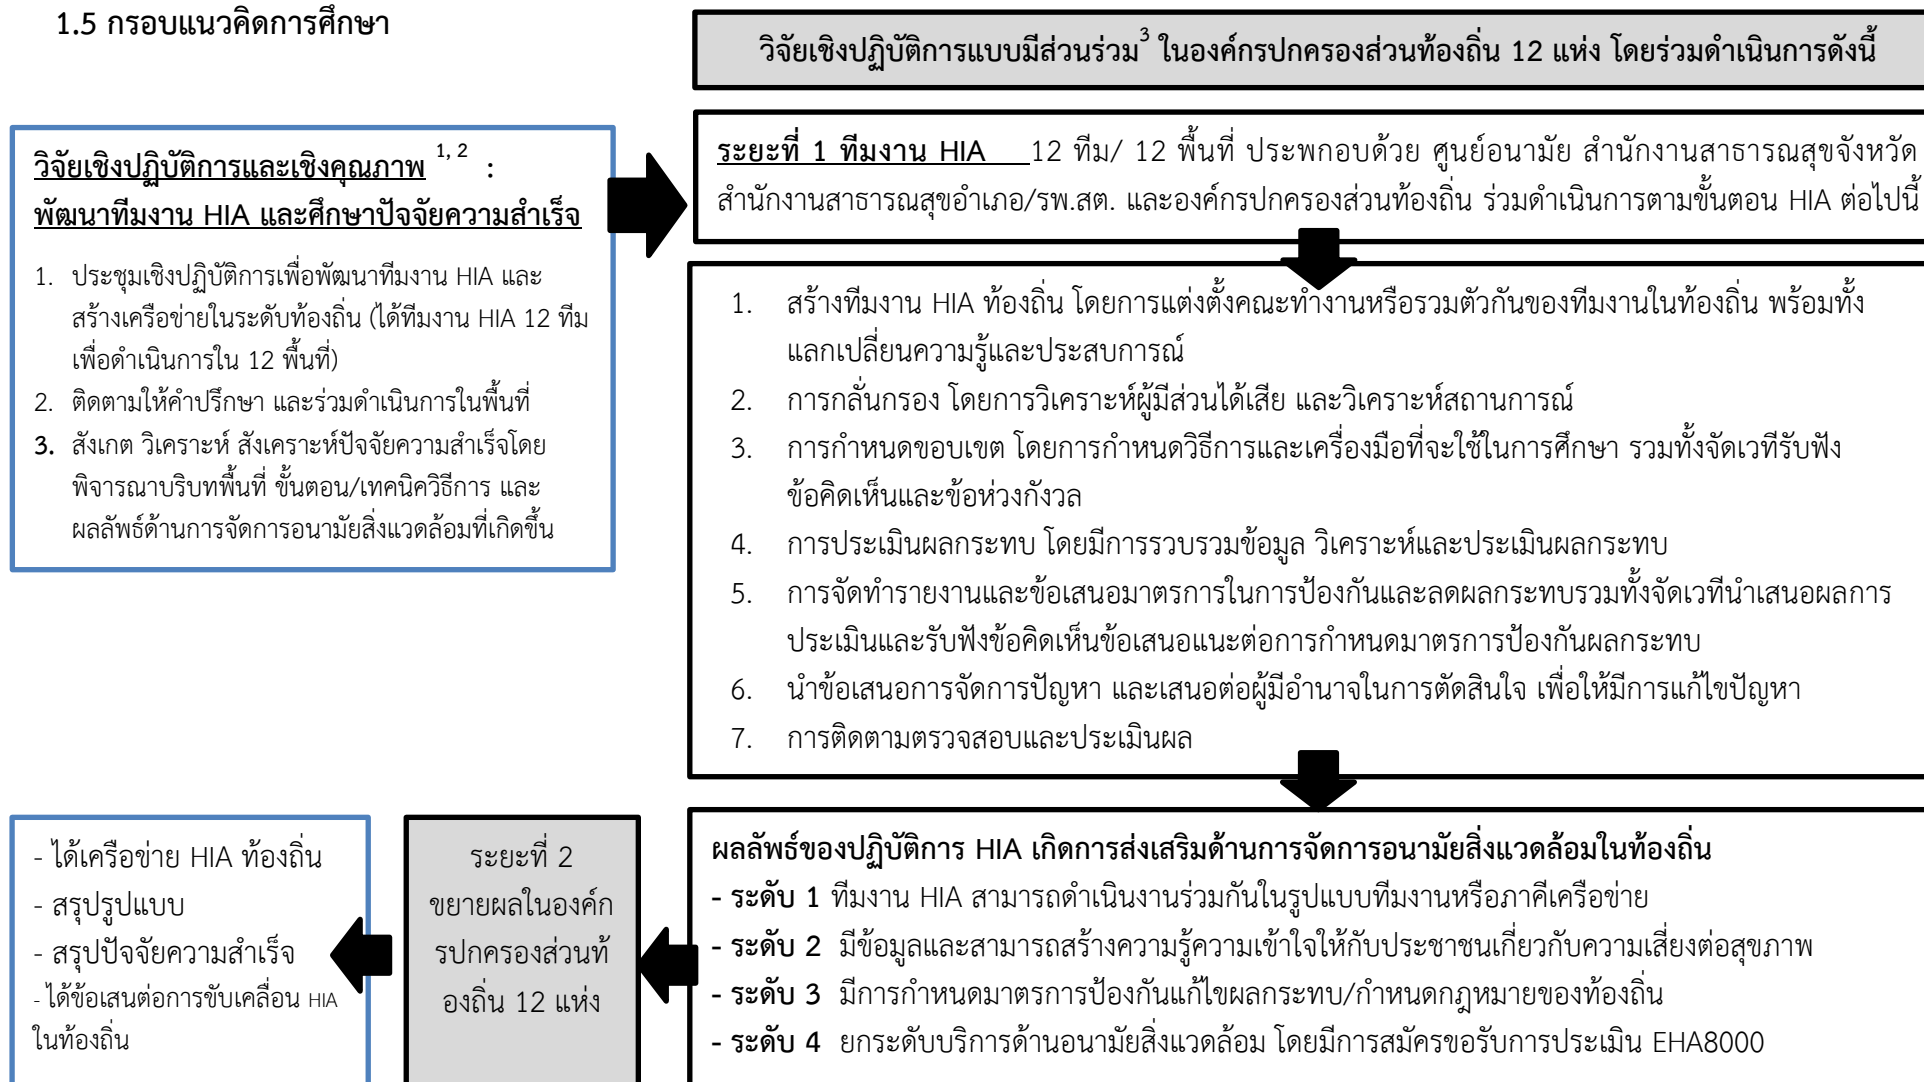 1.5 กรอบแนวคิดการศึกษา
วิจัยเชิงปฏิบัติการแบบมีส่วนร่วม3 ในองค์กรปกครองส่วนท้องถิ่น 12 แห่ง โดยร่วมดำเนินการดังนี้
วิจัยเชิงปฏิบัติการและเชิงคุณภาพ 1, 2 :
พัฒนาทีมงาน HIA และศึกษาปัจจัยความสำเร็จ
1. ประชุมเชิงปฏิบัติการเพื่อพัฒนาทีมงาน HIA และ
สร้างเครือข่ายในระดับท้องถิ่น (ได้ทีมงาน HIA 12 ทีม
เพื่อดำเนินการใน 12 พื้นที่)
2. ติดตามให้คำปรึกษา และร่วมดำเนินการในพื้นที่
3. สังเกต วิเคราะห์ สังเคราะห์ปัจจัยความสำเร็จโดย
พิจารณาบริบทพื้นที่ ขั้นตอน/เทคนิควิธีการ และ
ผลลัพธ์ด้านการจัดการอนามัยสิ่งแวดล้อมที่เกิดขึ้น
ระยะที่ 1 ทีมงาน HIA 12 ทีม/ 12 พื้นที่ ประพกอบด้วย ศูนย์อนามัย สำนักงานสาธารณสุขจังหวัด
สำนักงานสาธารณสุขอำเภอ/รพ.สต. และองค์กรปกครองส่วนท้องถิ่น ร่วมดำเนินการตามขั้นตอน HIA ต่อไปนี้
1. สร้างทีมงาน HIA ท้องถิ่น โดยการแต่งตั้งคณะทำงานหรือรวมตัวกันของทีมงานในท้องถิ่น พร้อมทั้ง
แลกเปลี่ยนความรู้และประสบการณ์
2. การกลั่นกรอง โดยการวิเคราะห์ผู้มีส่วนได้เสีย และวิเคราะห์สถานการณ์
3. การกำหนดขอบเขต โดยการกำหนดวิธีการและเครื่องมือที่จะใช้ในการศึกษา รวมทั้งจัดเวทีรับฟัง
ข้อคิดเห็นและข้อห่วงกังวล
4. การประเมินผลกระทบ โดยมีการรวบรวมข้อมูล วิเคราะห์และประเมินผลกระทบ
5. การจัดทำรายงานและข้อเสนอมาตรการในการป้องกันและลดผลกระทบรวมทั้งจัดเวทีนำเสนอผลการ
ประเมินและรับฟังข้อคิดเห็นข้อเสนอแนะต่อการกำหนดมาตรการป้องกันผลกระทบ
6. นำข้อเสนอการจัดการปัญหา และเสนอต่อผู้มีอำนาจในการตัดสินใจ เพื่อให้มีการแก้ไขปัญหา
7. การติดตามตรวจสอบและประเมินผล
ผลลัพธ์ของปฏิบัติการ HIA เกิดการส่งเสริมด้านการจัดการอนามัยสิ่งแวดล้อมในท้องถิ่น
- ระดับ 1 ทีมงาน HIA สามารถดำเนินงานร่วมกันในรูปแบบทีมงานหรือภาคีเครือข่าย
- ระดับ 2 มีข้อมูลและสามารถสร้างความรู้ความเข้าใจให้กับประชาชนเกี่ยวกับความเสี่ยงต่อสุขภาพ
- ระดับ 3 มีการกำหนดมาตรการป้องกันแก้ไขผลกระทบ/กำหนดกฎหมายของท้องถิ่น
- ระดับ 4 ยกระดับบริการด้านอนามัยสิ่งแวดล้อม โดยมีการสมัครขอรับการประเมิน EHA8000
ระยะที่ 2
ขยายผลในองค์ก
รปกครองส่วนท้
องถิ่น 12 แห่ง
- ได้เครือข่าย HIA ท้องถิ่น
- สรุปรูปแบบ
- สรุปปัจจัยความสำเร็จ
- ได้ข้อเสนต่อการขับเคลื่อน HIA
ในท้องถิ่น